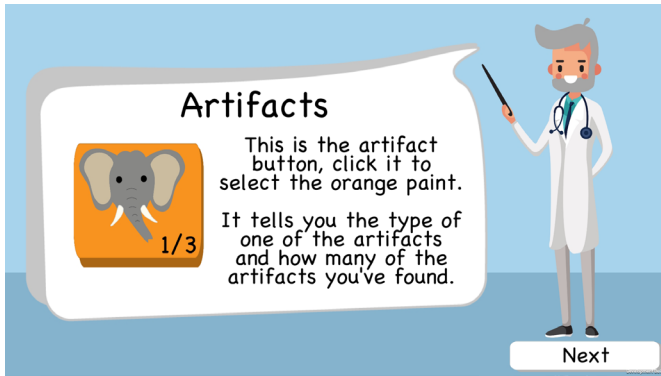 Artifacts
This is the artifact
button, click it to
select the orange paint.
It tells you the type of
one of the artifacts
and how many of the
artifacts you've found.
1/3
Next